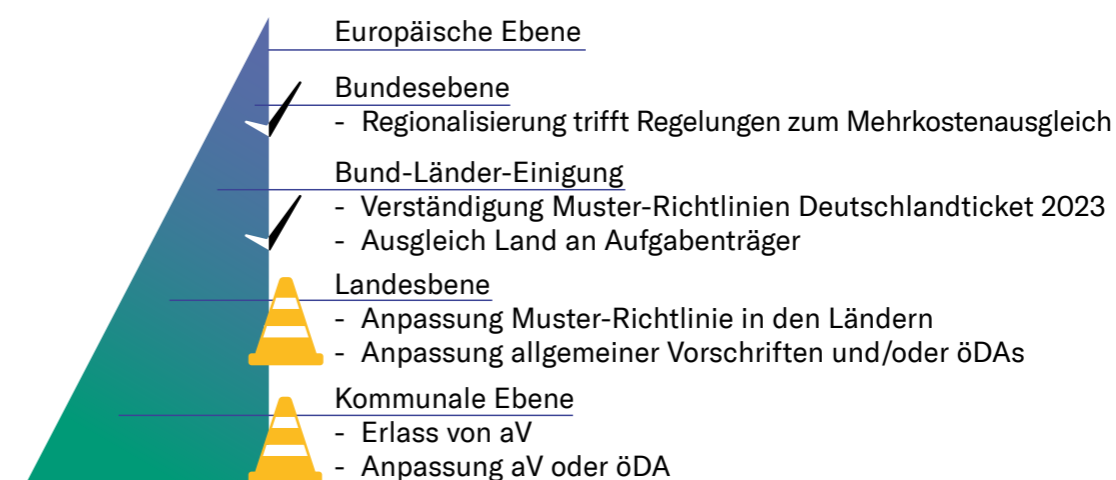 Europäische Ebene
Bundesebene
- Regionalisierung trifft Regelungen zum Mehrkostenausgleich
Bund-Länder-Einigung
- Verständigung Muster-Richtlinien Deutschlandticket 2023
- Ausgleich Land an Aufgabenträger
Landesbene
- Anpassung Muster-Richtlinie in den Ländern
- Anpassung allgemeiner Vorschriften und/oder öDAs
Kommunale Ebene
- Erlass von aV
- Anpassung aV oder öDA